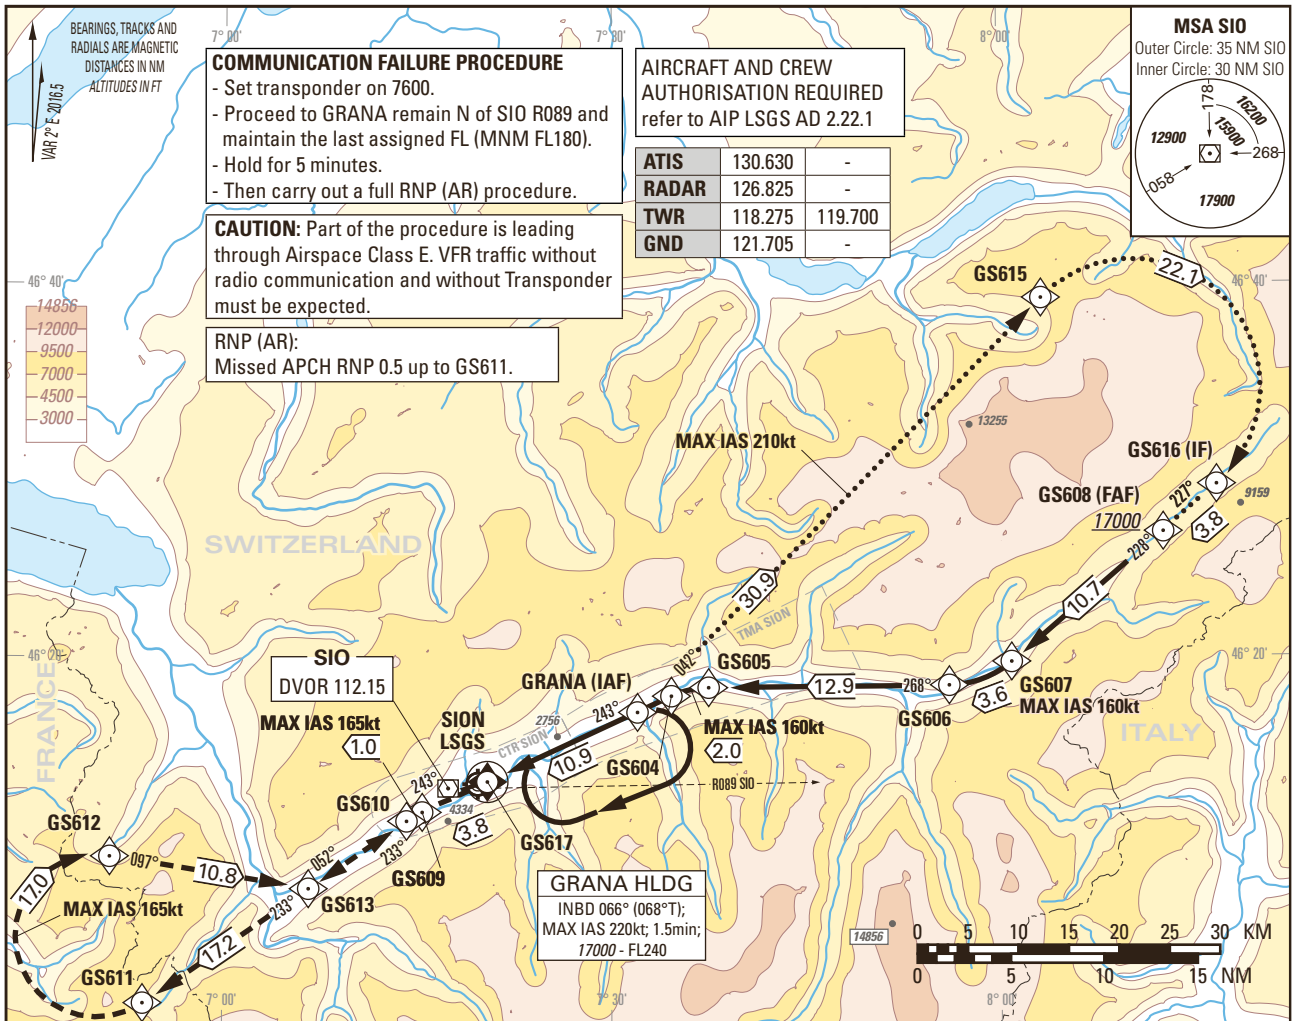 BEARINGS, TRACKS AND
RADIALS ARE MAGNETIC
DISTANCES IN NM
ALTITUDES IN FT
VAR 2° E 2016.5
7° 00'
7° 30'
8° 00'
COMMUNICATION FAILURE PROCEDURE
- Set transponder on 7600.
- Proceed to GRANA remain N of SIO R089 and
maintain the last assigned FL (MNM FL180).
- Hold for 5 minutes.
- Then carry out a full RNP (AR) procedure.
CAUTION: Part of the procedure is leading
through Airspace Class E. VFR traffic without
radio communication and without Transponder
must be expected.
RNP (AR):
Missed APCH RNP 0.5 up to GS611.
AIRCRAFT AND CREW
AUTHORISATION REQUIRED
refer to AIP LSGS AD 2.22.1
ATIS 130.630 -
RADAR 126.825 -
TWR 118.275 119.700
GND 121.705 -
MSA SIO
Outer Circle: 35 NM SIO
Inner Circle: 30 NM SIO
178
16200
15900
12900
268
058
17900
46° 40'
46° 40'
14856
12000
9500
7000
4500
3000
GS615
22.1
13255
MAX IAS 210kt
GS616 (IF)
227°
9159
GS608 (FAF)
17000
3.8
228°
SWITZERLAND
10.7
30.9
TMA SION
46° 20'
46° 20'
042°
SIO
DVOR 112.15
GRANA (IAF)
GS605
12.9
268°
GS607
MAX IAS 160kt
3.6
GS606
FRANCE
ITALY
MAX IAS 165kt
1.0
SION
LSGS
2756
243°
CTR SION
10.9
MAX IAS 160kt
2.0
GS604
R089 SIO
243°
GS610
4334
3.8
GS617
GS612
097°
10.8
052°
233°
GS609
17.0
MAX IAS 165kt
233°
GS613
17.2
GS611
GRANA HLDG
INBD 066° (068°T);
MAX IAS 220kt; 1.5min;
17000 - FL240
14856
0 5 10 15 20 25 30 KM
0 5 10 15 NM
7° 00'
7° 30'
8° 00'